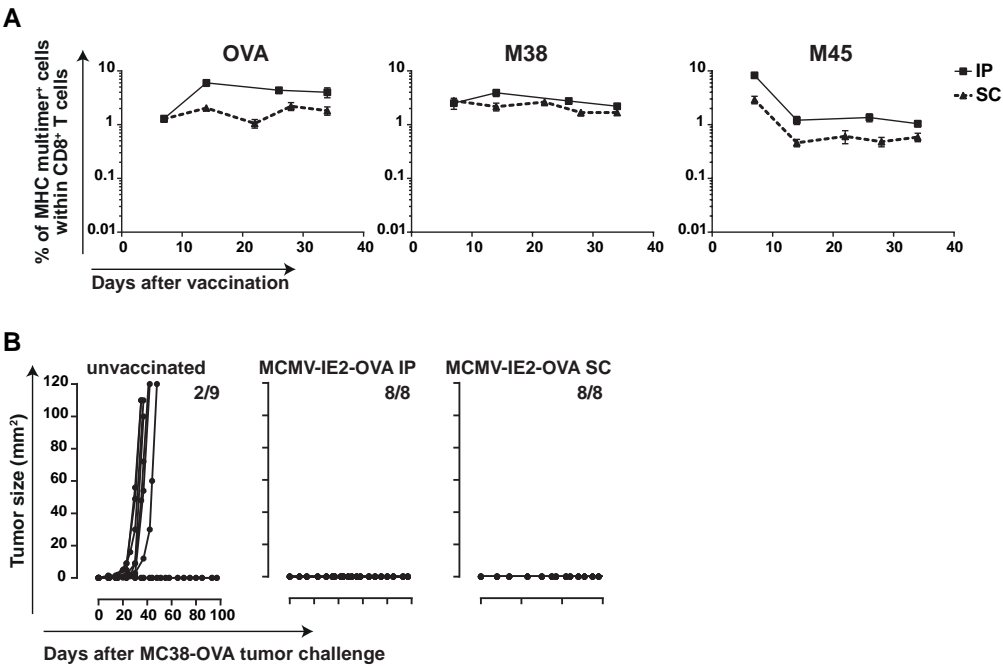 A
OVA
M38
M45
% of MHC multimer⁺ cells
within CD8⁺ T cells
10
1
0.1
0.01
0 10 20 30 40
10
1
0.1
0.01
0 10 20 30 40
10
1
0.1
0.01
0 10 20 30 40
IP
SC
Days after vaccination
B
unvaccinated
2/9
MCMV-IE2-OVA IP
8/8
MCMV-IE2-OVA SC
8/8
Tumor size (mm²)
120
100
80
60
40
20
0
0 20 40 60 80 100
Days after MC38-OVA tumor challenge